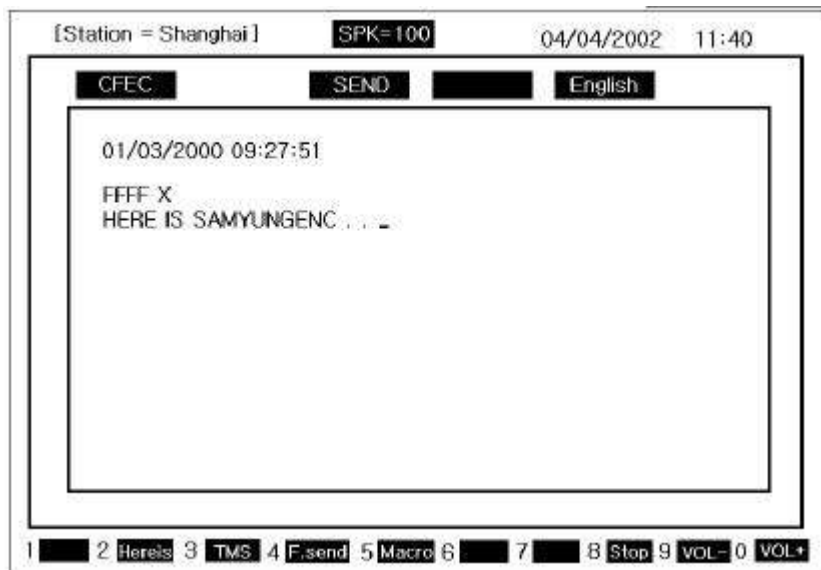 [Station = Shanghai] SPK=100 04/04/2002 11:40
CFEC SEND English
01/03/2000 09:27:51
FFFF X
HERE IS SAMYUNGENC . . . _
1 2 Hereis 3 TMS 4 F.send 5 Macro 6 7 8 Stop 9 VOL- 0 VOL+